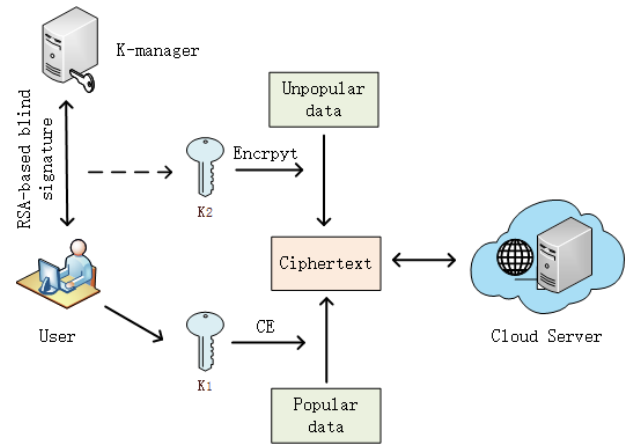 K-manager
RSA-based blind
signature
Unpopular
data
Encrpyt
K2
Ciphertext
User
CE
K1
Cloud Server
Popular
data